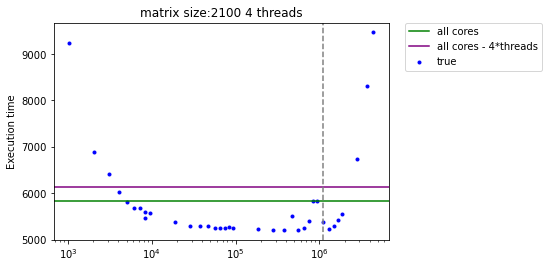 matrix size:2100 4 threads
all cores
all cores - 4*threads
true
Execution time
9000
8000
7000
6000
5000
10³
10⁴
10⁵
10⁶